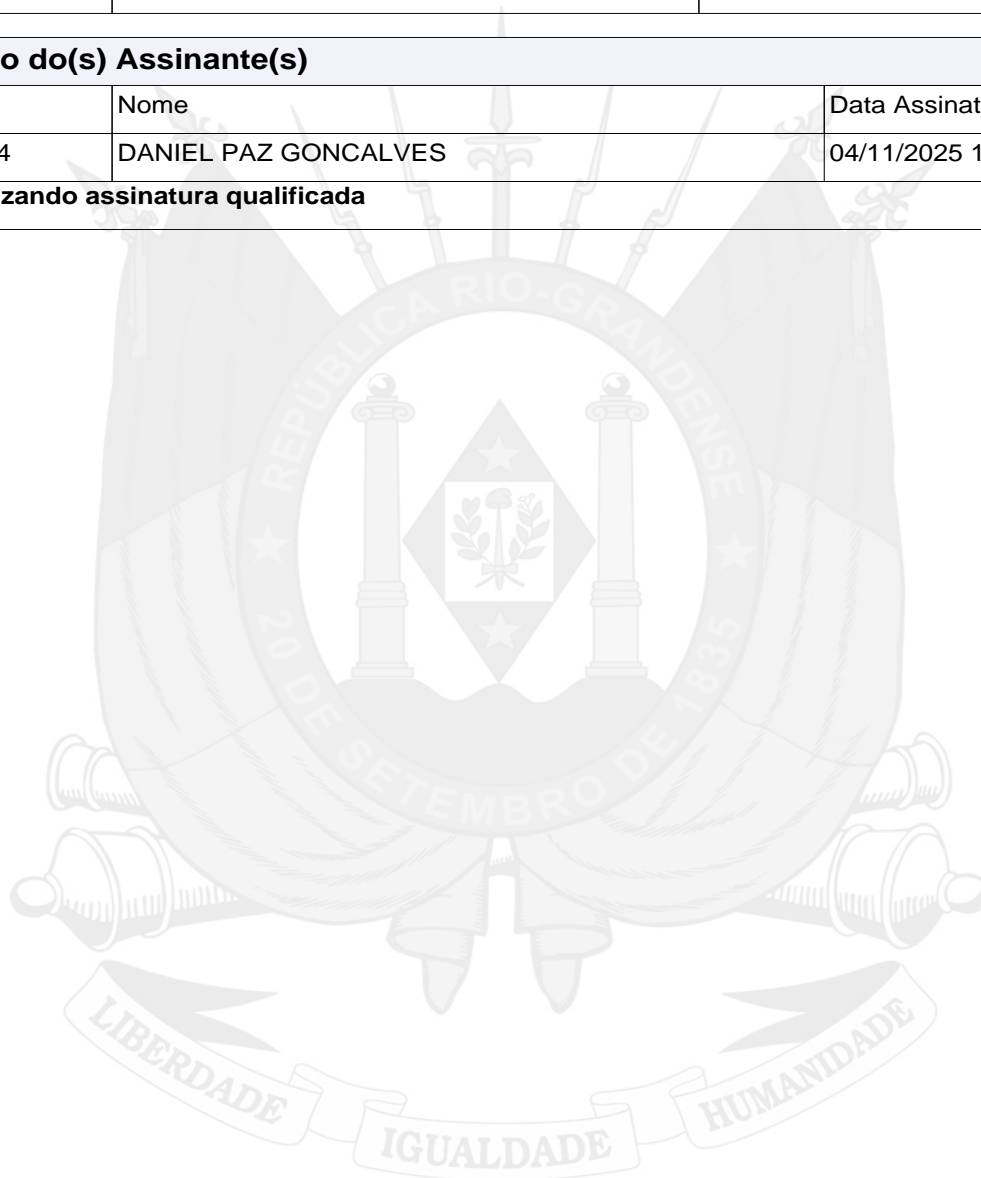 o do(s) Assinante(s)
Nome Data Assinat
4 DANIEL PAZ GONCALVES 04/11/2025 1
zando assinatura qualificada
REPÚBLICA RIO-GRANDENSE
20 DE SETEMBRO DE 1835
LIBERDADE IGUALDADE HUMANIDADE